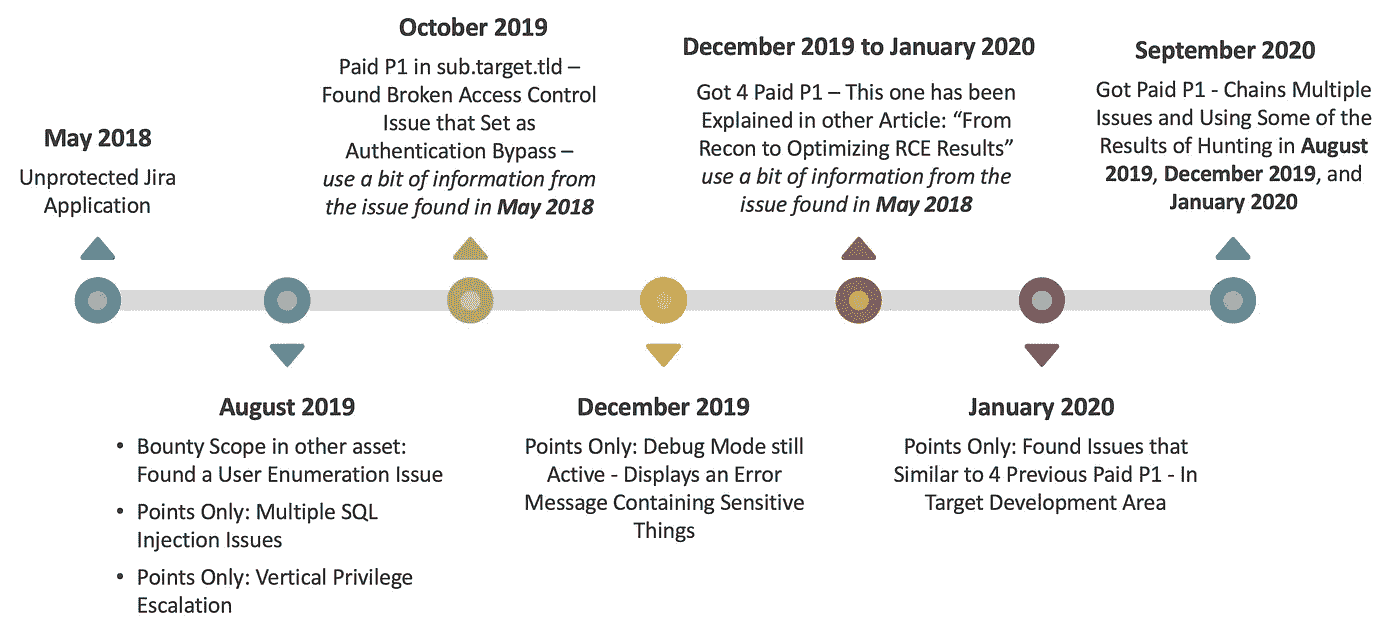 May 2018
Unprotected Jira
Application
October 2019
Paid P1 in sub.target.tld –
Found Broken Access Control
Issue that Set as
Authentication Bypass –
use a bit of information from
the issue found in May 2018
December 2019 to January 2020
Got 4 Paid P1 – This one has been
Explained in other Article: “From
Recon to Optimizing RCE Results”
use a bit of information from the
issue found in May 2018
September 2020
Got Paid P1 - Chains Multiple
Issues and Using Some of the
Results of Hunting in August
2019, December 2019, and
January 2020
August 2019
• Bounty Scope in other asset:
Found a User Enumeration Issue
• Points Only: Multiple SQL
Injection Issues
• Points Only: Vertical Privilege
Escalation
December 2019
Points Only: Debug Mode still
Active - Displays an Error
Message Containing Sensitive
Things
January 2020
Points Only: Found Issues that
Similar to 4 Previous Paid P1 - In
Target Development Area